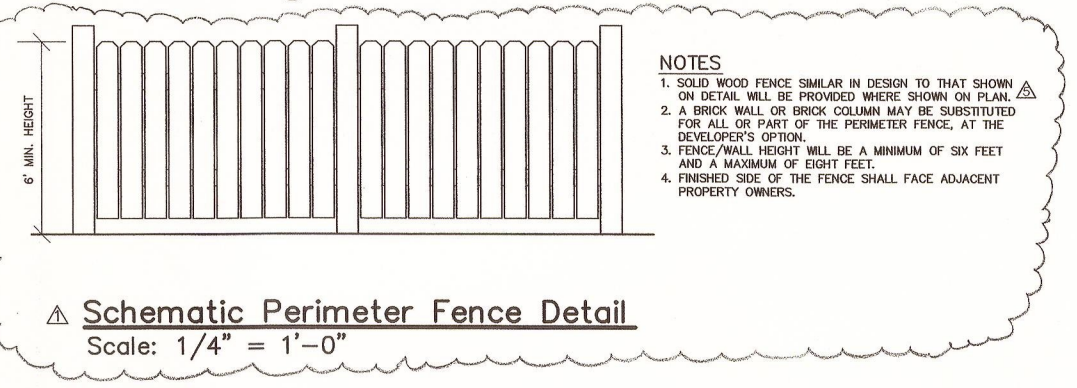 6' MIN. HEIGHT
NOTES
1. SOLID WOOD FENCE SIMILAR IN DESIGN TO THAT SHOWN
ON DETAIL WILL BE PROVIDED WHERE SHOWN ON PLAN. 5
2. A BRICK WALL OR BRICK COLUMN MAY BE SUBSTITUTED
FOR ALL OR PART OF THE PERIMETER FENCE, AT THE
DEVELOPER'S OPTION.
3. FENCE/WALL HEIGHT WILL BE A MINIMUM OF SIX FEET
AND A MAXIMUM OF EIGHT FEET.
4. FINISHED SIDE OF THE FENCE SHALL FACE ADJACENT
PROPERTY OWNERS.
1 Schematic Perimeter Fence Detail
Scale: 1/4" = 1'-0"